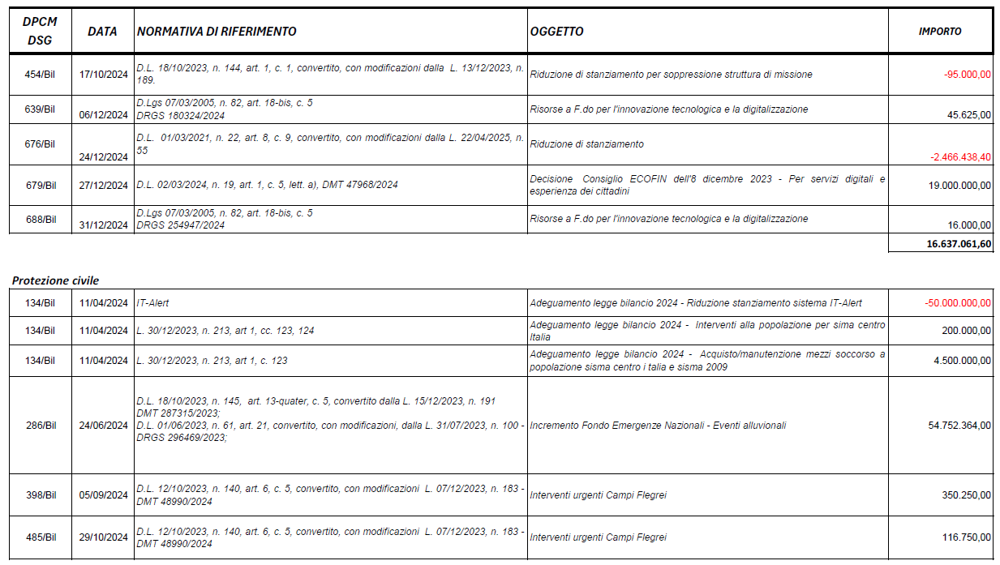 DPCM DSG DATA NORMATIVA DI RIFERIMENTO OGGETTO IMPORTO
454/Bil 17/10/2024 D.L. 18/10/2023, n. 144, art. 1, c. 1, convertito, con modificazioni dalla L. 13/12/2023, n. 189. Riduzione di stanziamento per soppressione struttura di missione -95.000,00
639/Bil 06/12/2024 D.Lgs 07/03/2005, n. 82, art. 18-bis, c. 5 DRGS 180324/2024 Risorse a F.do per l'innovazione tecnologica e la digitalizzazione 45.625,00
676/Bil 24/12/2024 D.L. 01/03/2021, n. 22, art. 8, c. 9, convertito, con modificazioni dalla L. 22/04/2025, n. 55 Riduzione di stanziamento -2.466.438,40
679/Bil 27/12/2024 D.L. 02/03/2024, n. 19, art. 1, c. 5, lett. a), DMT 47968/2024 Decisione Consiglio ECOFIN dell'8 dicembre 2023 - Per servizi digitali e esperienza dei cittadini 19.000.000,00
688/Bil 31/12/2024 D.Lgs 07/03/2005, n. 82, art. 18-bis, c. 5 DRGS 254947/2024 Risorse a F.do per l'innovazione tecnologica e la digitalizzazione 16.000,00
16.637.061,60
Protezione civile
134/Bil 11/04/2024 IT-Alert Adeguamento legge bilancio 2024 - Riduzione stanziamento sistema IT-Alert -50.000.000,00
134/Bil 11/04/2024 L. 30/12/2023, n. 213, art 1, cc. 123, 124 Adeguamento legge bilancio 2024 - Interventi alla popolazione per sima centro Italia 200.000,00
134/Bil 11/04/2024 L. 30/12/2023, n. 213, art 1, c. 123 Adeguamento legge bilancio 2024 - Acquisto/manutenzione mezzi soccorso a popolazione sisma centro i talia e sisma 2009 4.500.000,00
286/Bil 24/06/2024 D.L. 18/10/2023, n. 145, art. 13-quater, c. 5, convertito dalla L. 15/12/2023, n. 191 DMT 287315/2023; D.L. 01/06/2023, n. 61, art. 21, convertito, con modificazioni, dalla L. 31/07/2023, n. 100 - DRGS 296469/2023; Incremento Fondo Emergenze Nazionali - Eventi alluvionali 54.752.364,00
398/Bil 05/09/2024 D.L. 12/10/2023, n. 140, art. 6, c. 5, convertito, con modificazioni L. 07/12/2023, n. 183 - DMT 48990/2024 Interventi urgenti Campi Flegrei 350.250,00
485/Bil 29/10/2024 D.L. 12/10/2023, n. 140, art. 6, c. 5, convertito, con modificazioni L. 07/12/2023, n. 183 - DMT 48990/2024 Interventi urgenti Campi Flegrei 116.750,00